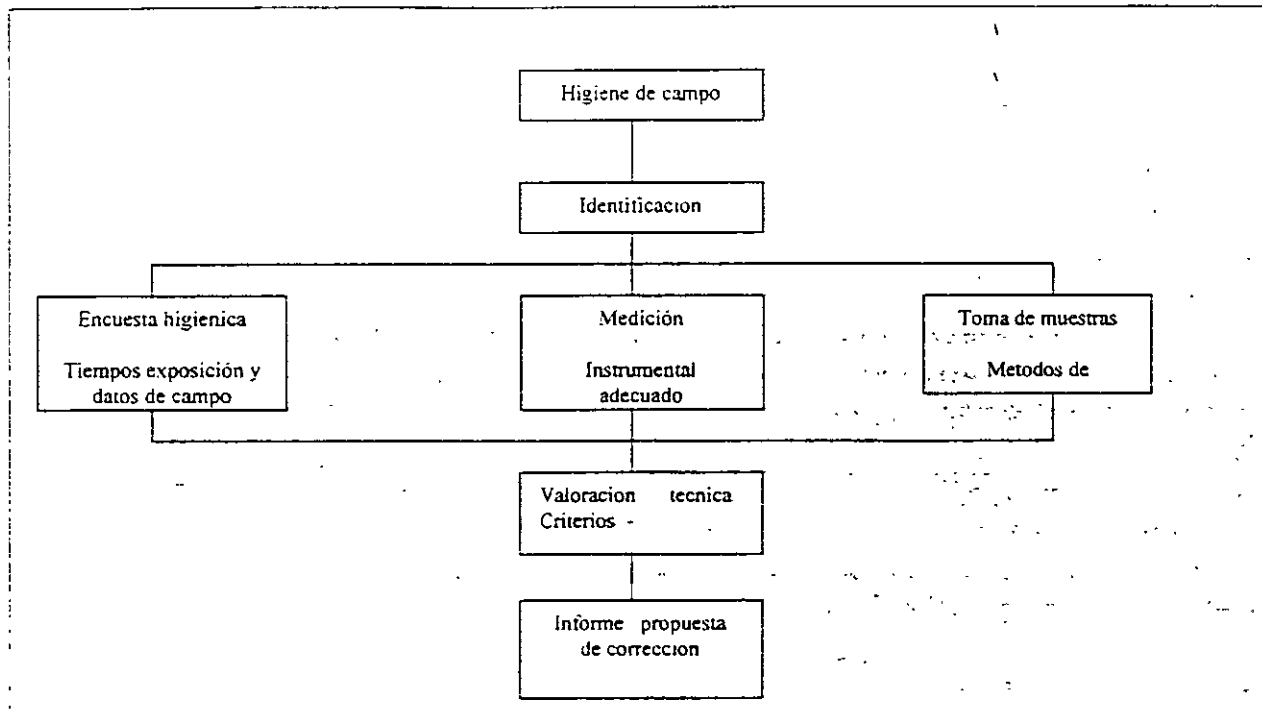 Higiene de campo
Identificacion
Encuesta higienica
Tiempos exposición y
datos de campo
Medición
Instrumental
adecuado
Toma de muestras
Metodos de
Valoracion tecnica
Criterios -
Informe propuesta
de correccion